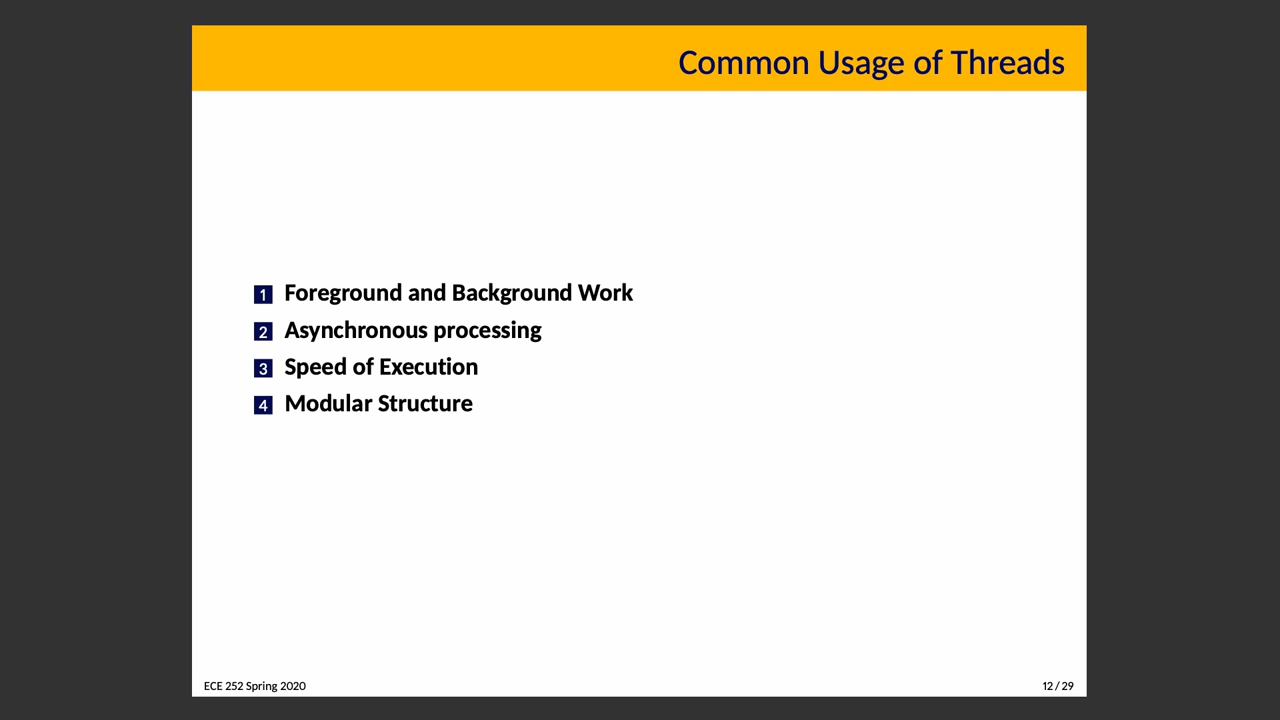 Common Usage of Threads
1 Foreground and Background Work
2 Asynchronous processing
3 Speed of Execution
4 Modular Structure
ECE 252 Spring 2020
12 / 29